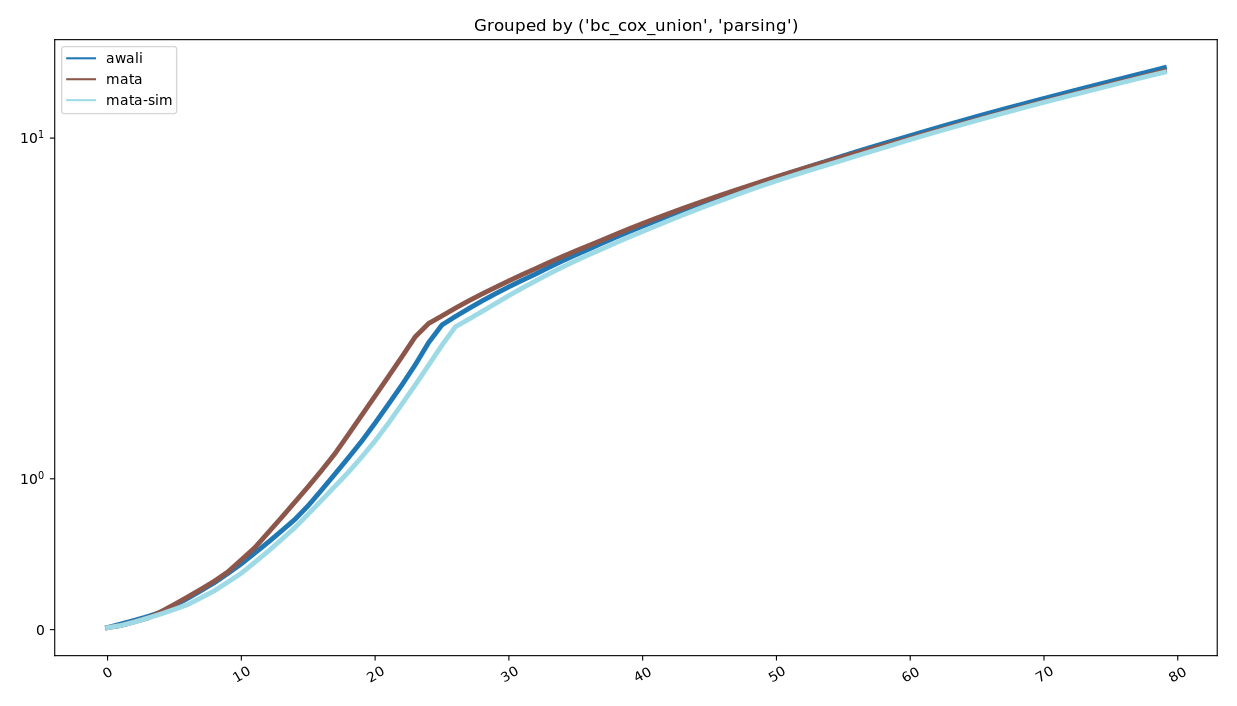 Grouped by ('bc_cox_union', 'parsing')
awali
mata
mata-sim
10¹
10⁰
0
0 10 20 30 40 50 60 70 80